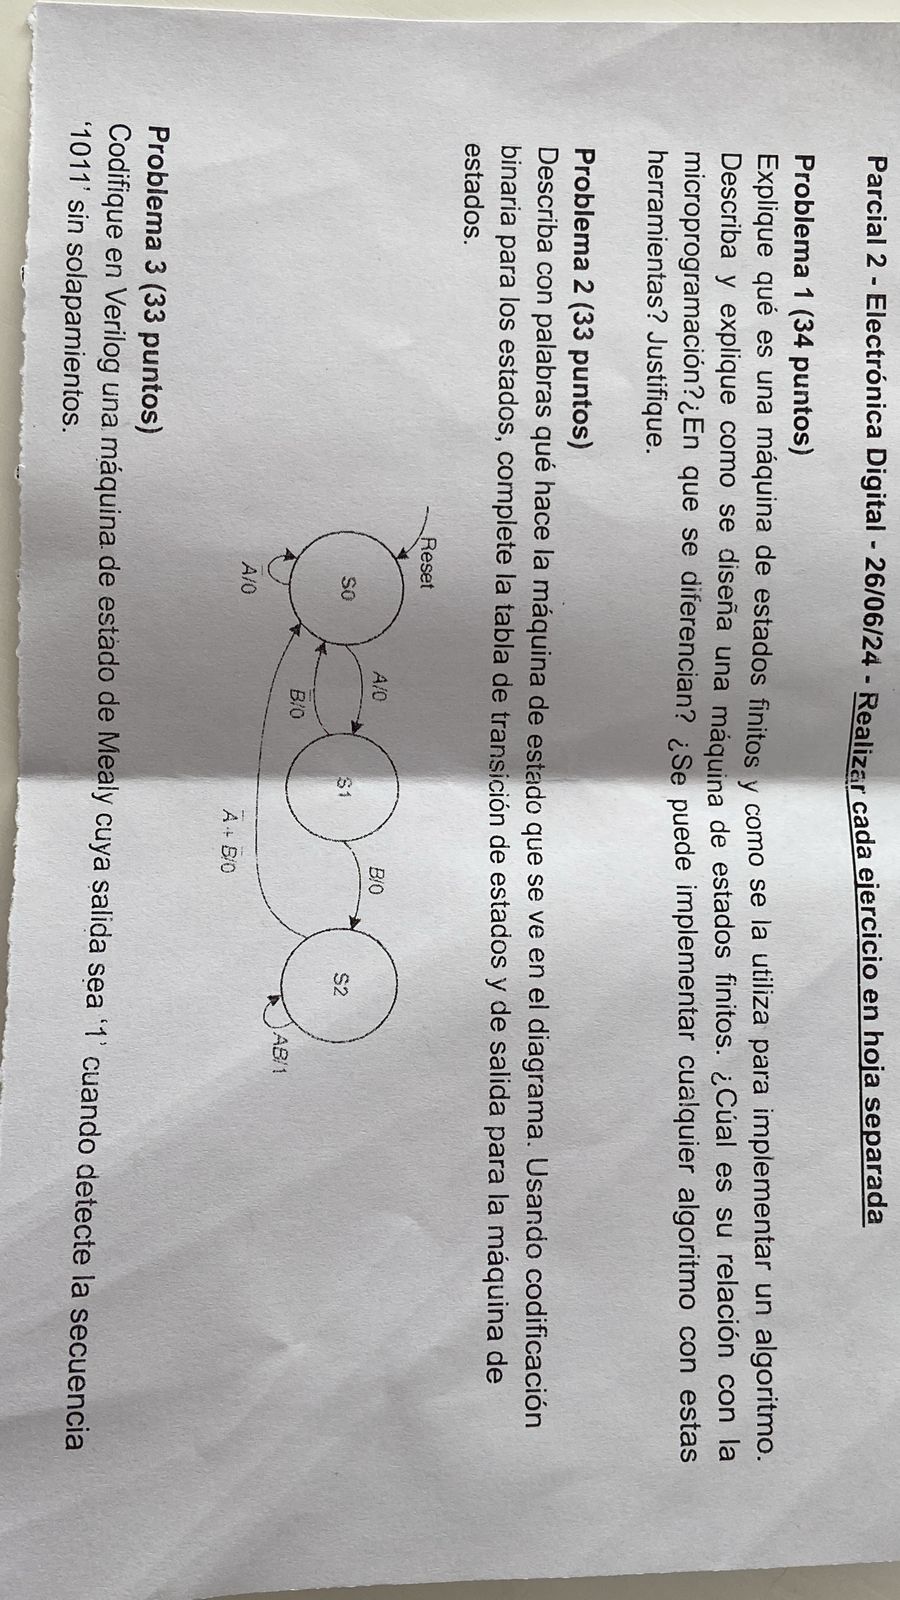 Parcial 2 - Electrónica Digital - 26/06/24 - Realizar cada ejercicio en hoja separada
Problema 1 (34 puntos)
Explique qué es una máquina de estados finitos y como se la utiliza para implementar un algoritmo.
Describa y explique como se diseña una máquina de estados finitos. ¿Cúal es su relación con la
microprogramación?¿En que se diferencian? ¿Se puede implementar cualquier algoritmo con estas
herramientas? Justifique.
Problema 2 (33 puntos)
Describa con palabras qué hace la máquina de estado que se ve en el diagrama. Usando codificación
binaria para los estados, complete la tabla de transición de estados y de salida para la máquina de
estados.
Reset
A/0
B/0
S0
S1
S2
B̅/0
AB/1
A̅/0
A̅ + B̅/0
Problema 3 (33 puntos)
Codifique en Verilog una máquina de estado de Mealy cuya salida sea '1' cuando detecte la secuencia
'1011' sin solapamientos.